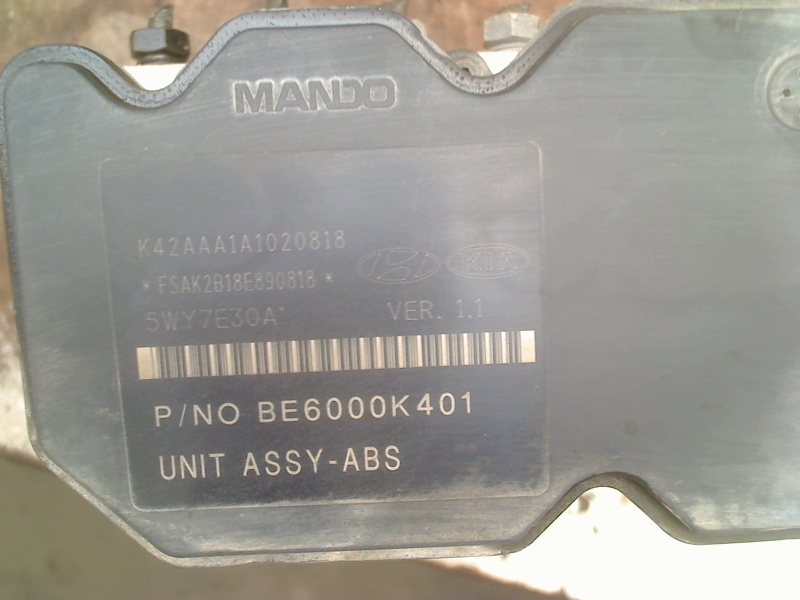 MANDO
K42AAA1A1020818
*FSAK2B18E890818*
KIA
5WY7E30A VER. 1.1
P/NO BE6000K401
UNIT ASSY-ABS